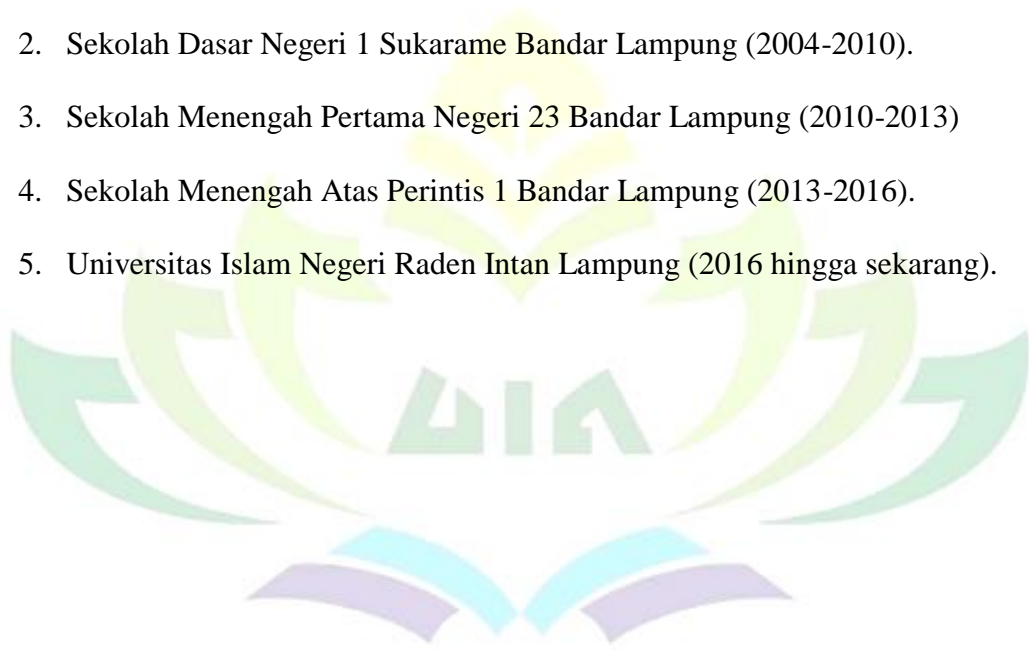 2. Sekolah Dasar Negeri 1 Sukarame Bandar Lampung (2004-2010).
3. Sekolah Menengah Pertama Negeri 23 Bandar Lampung (2010-2013)
4. Sekolah Menengah Atas Perintis 1 Bandar Lampung (2013-2016).
5. Universitas Islam Negeri Raden Intan Lampung (2016 hingga sekarang).
UIN